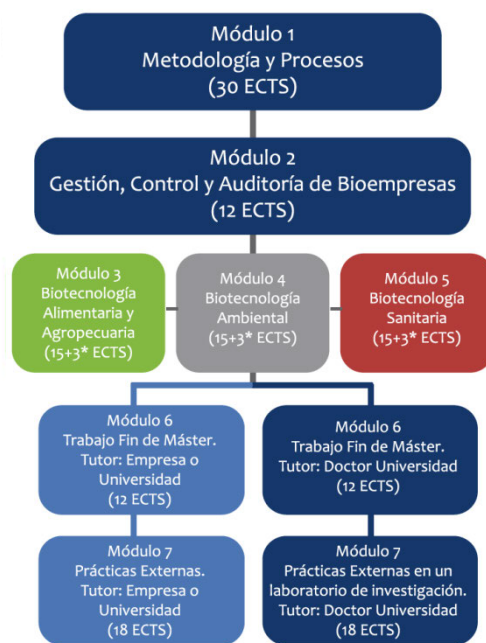 Módulo 1
Metodología y Procesos
(30 ECTS)
Módulo 2
Gestión, Control y Auditoría de Bioempresas
(12 ECTS)
Módulo 3
Biotecnología
Alimentaria y
Agropecuaria
(15+3* ECTS)
Módulo 4
Biotecnología
Ambiental
(15+3* ECTS)
Módulo 5
Biotecnología
Sanitaria
(15+3* ECTS)
Módulo 6
Trabajo Fin de Máster.
Tutor: Empresa o
Universidad
(12 ECTS)
Módulo 6
Trabajo Fin de Máster.
Tutor: Doctor Universidad
(12 ECTS)
Módulo 7
Prácticas Externas.
Tutor: Empresa o
Universidad
(18 ECTS)
Módulo 7
Prácticas Externas en un
laboratorio de investigación.
Tutor: Doctor Universidad
(18 ECTS)